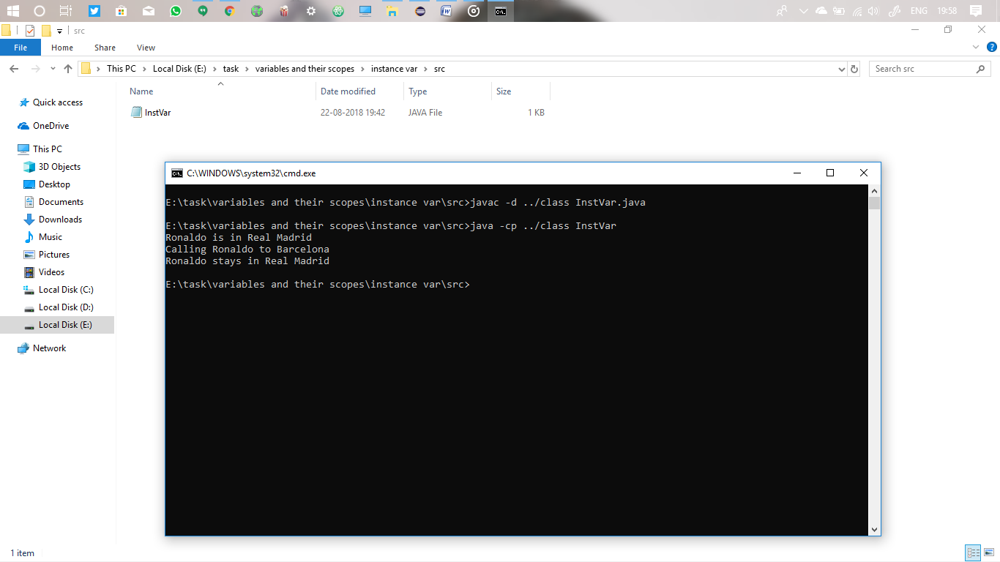 ENG 19:58
src
File Home Share View
This PC Local Disk (E:) task variables and their scopes instance var src Search src
Name Date modified Type Size
InstVar 22-08-2018 19:42 JAVA File 1 KB
Quick access
OneDrive
This PC
3D Objects
Desktop
Documents
Downloads
Music
Pictures
Videos
Local Disk (C:)
Local Disk (D:)
Local Disk (E:)
Network
C:\WINDOWS\system32\cmd.exe
E:\task\variables and their scopes\instance var\src>javac -d ../class InstVar.java
E:\task\variables and their scopes\instance var\src>java -cp ../class InstVar
Ronaldo is in Real Madrid
Calling Ronaldo to Barcelona
Ronaldo stays in Real Madrid
E:\task\variables and their scopes\instance var\src>
1 item